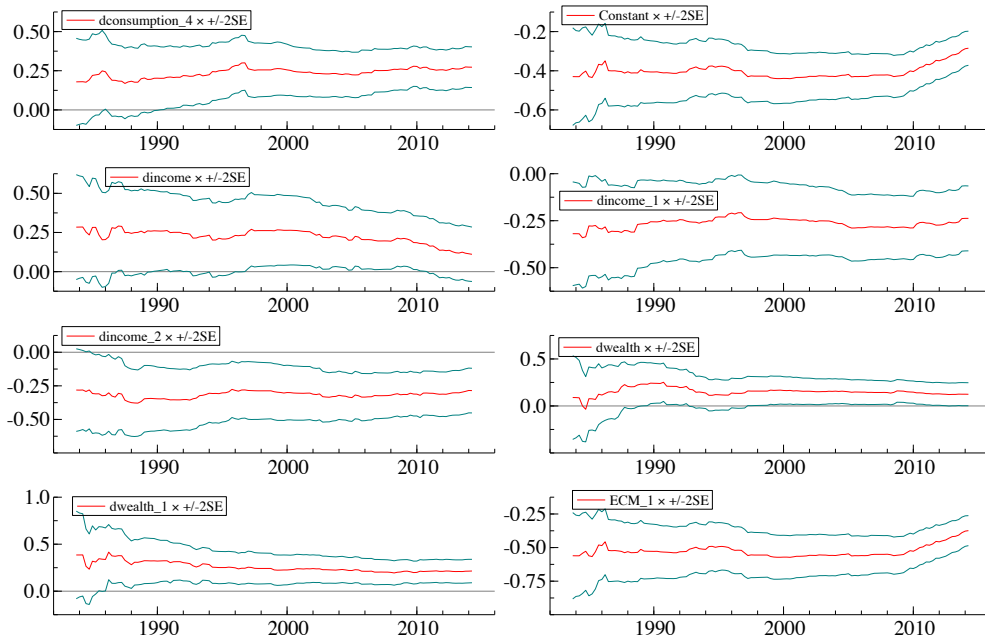 dconsumption_4 × +/-2SE
0.50
0.25
0.00
1990 2000 2010
Constant × +/-2SE
-0.2
-0.4
-0.6
1990 2000 2010
dincome × +/-2SE
0.50
0.25
0.00
1990 2000 2010
dincome_1 × +/-2SE
0.00
-0.25
-0.50
1990 2000 2010
dincome_2 × +/-2SE
0.00
-0.25
-0.50
1990 2000 2010
dwealth × +/-2SE
0.5
0.0
1990 2000 2010
dwealth_1 × +/-2SE
1.0
0.5
0.0
1990 2000 2010
ECM_1 × +/-2SE
-0.25
-0.50
-0.75
1990 2000 2010